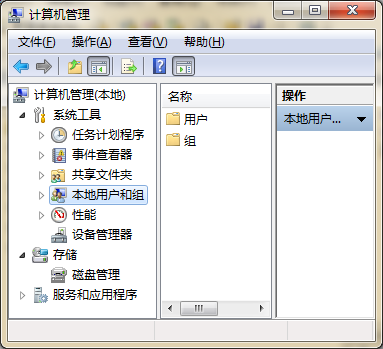 计算机管理
文件(F) 操作(A) 查看(V) 帮助(H)
计算机管理(本地)
系统工具
任务计划程序
事件查看器
共享文件夹
本地用户和组
性能
设备管理器
存储
磁盘管理
服务和应用程序
名称
用户
组
操作
本地用户...